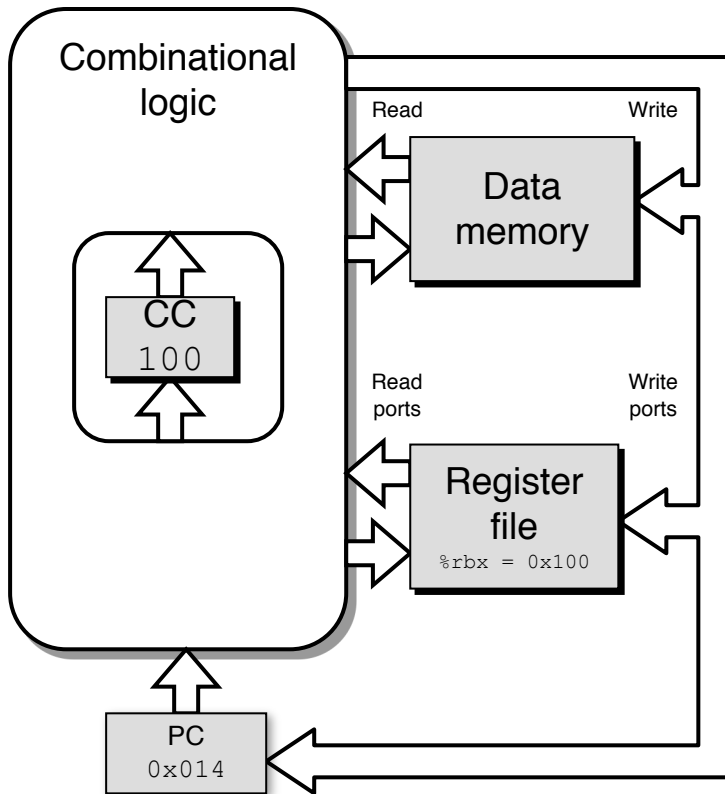 Combinational
logic
Read
Write
Data
memory
CC
100
Read
ports
Write
ports
Register
file
%rbx = 0x100
PC
0x014